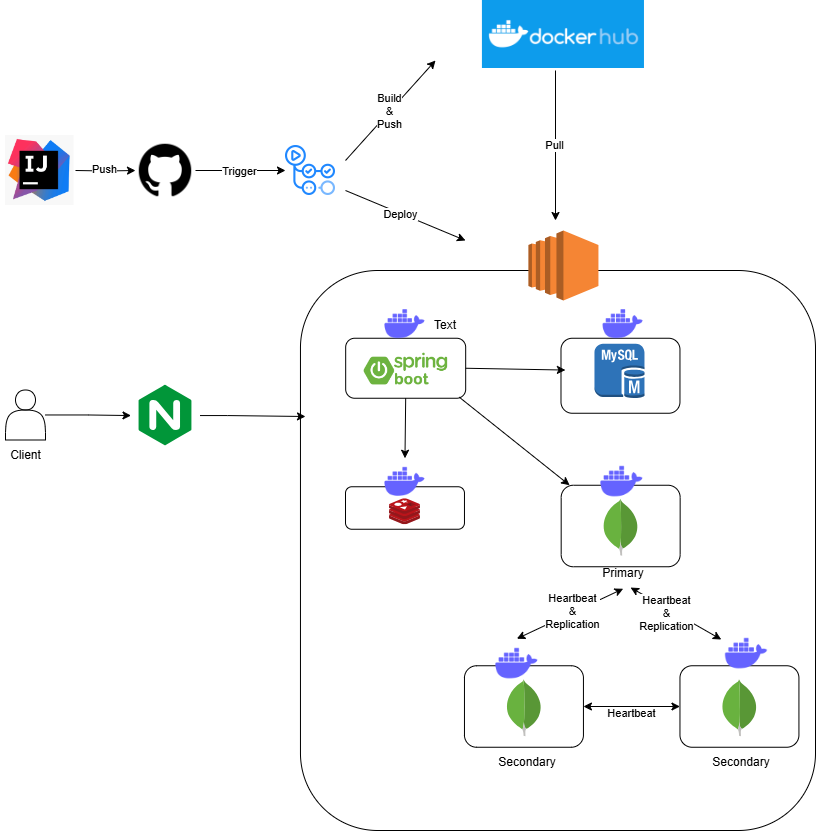 docker hub
Build
&
Push
Pull
IJ
Push
Trigger
Deploy
Text
spring
boot
MySQL
M
N
Client
Primary
Heartbeat
&
Replication
Heartbeat
&
Replication
Heartbeat
Secondary
Secondary